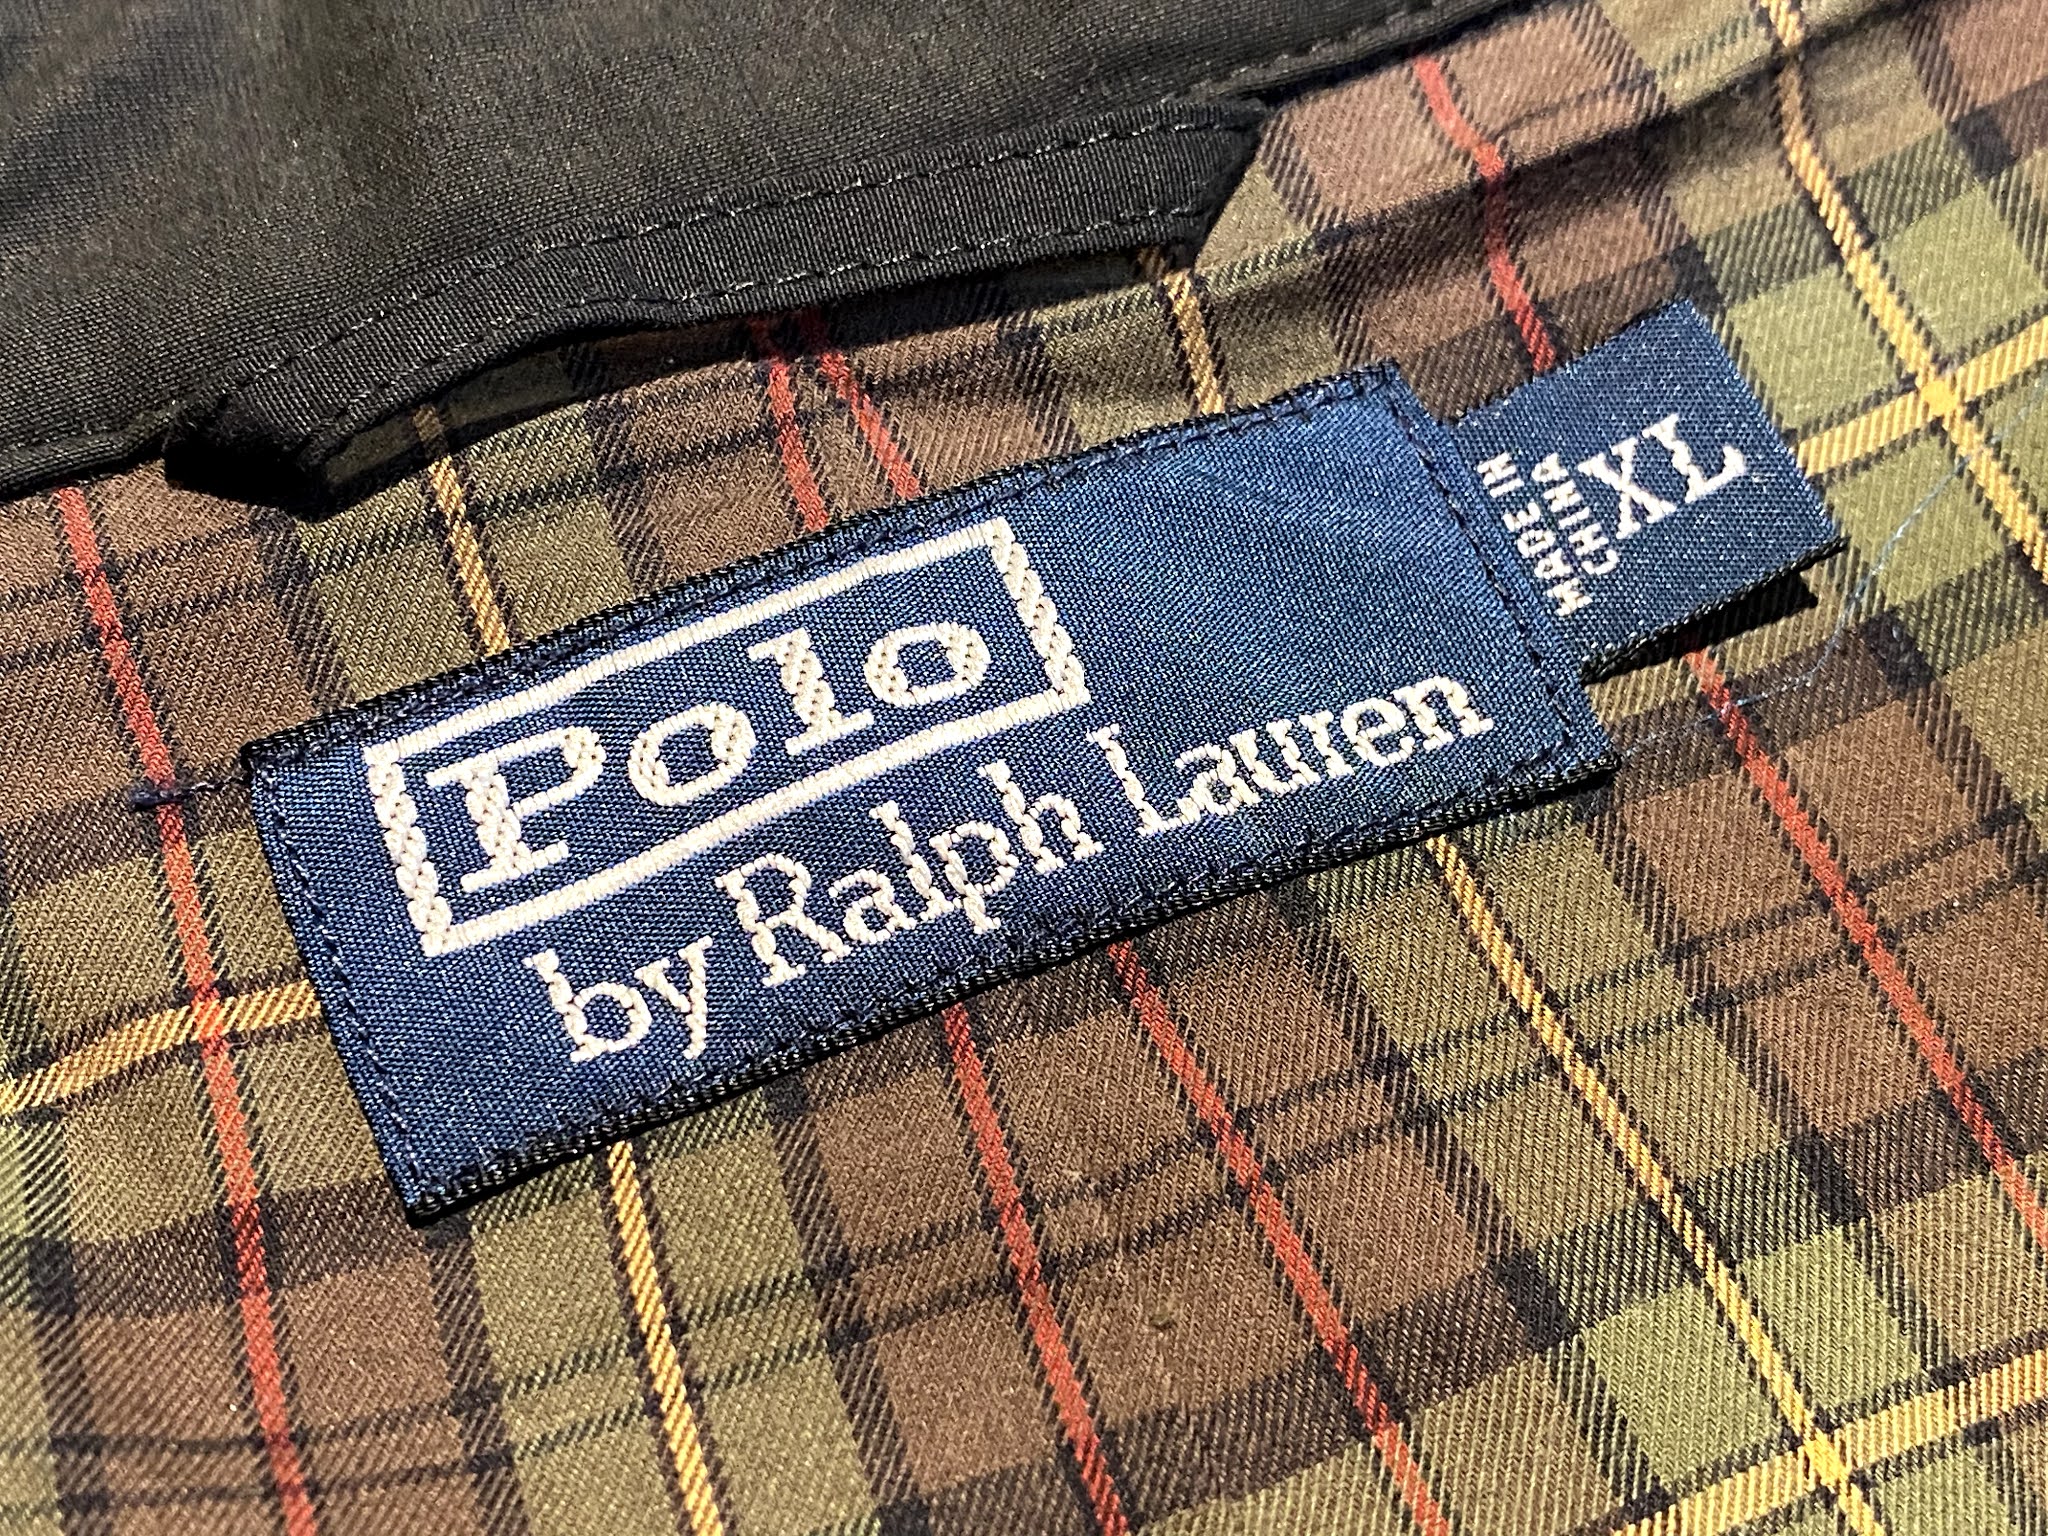 Polo
by Ralph Lauren
MADE IN
CHINA
XL